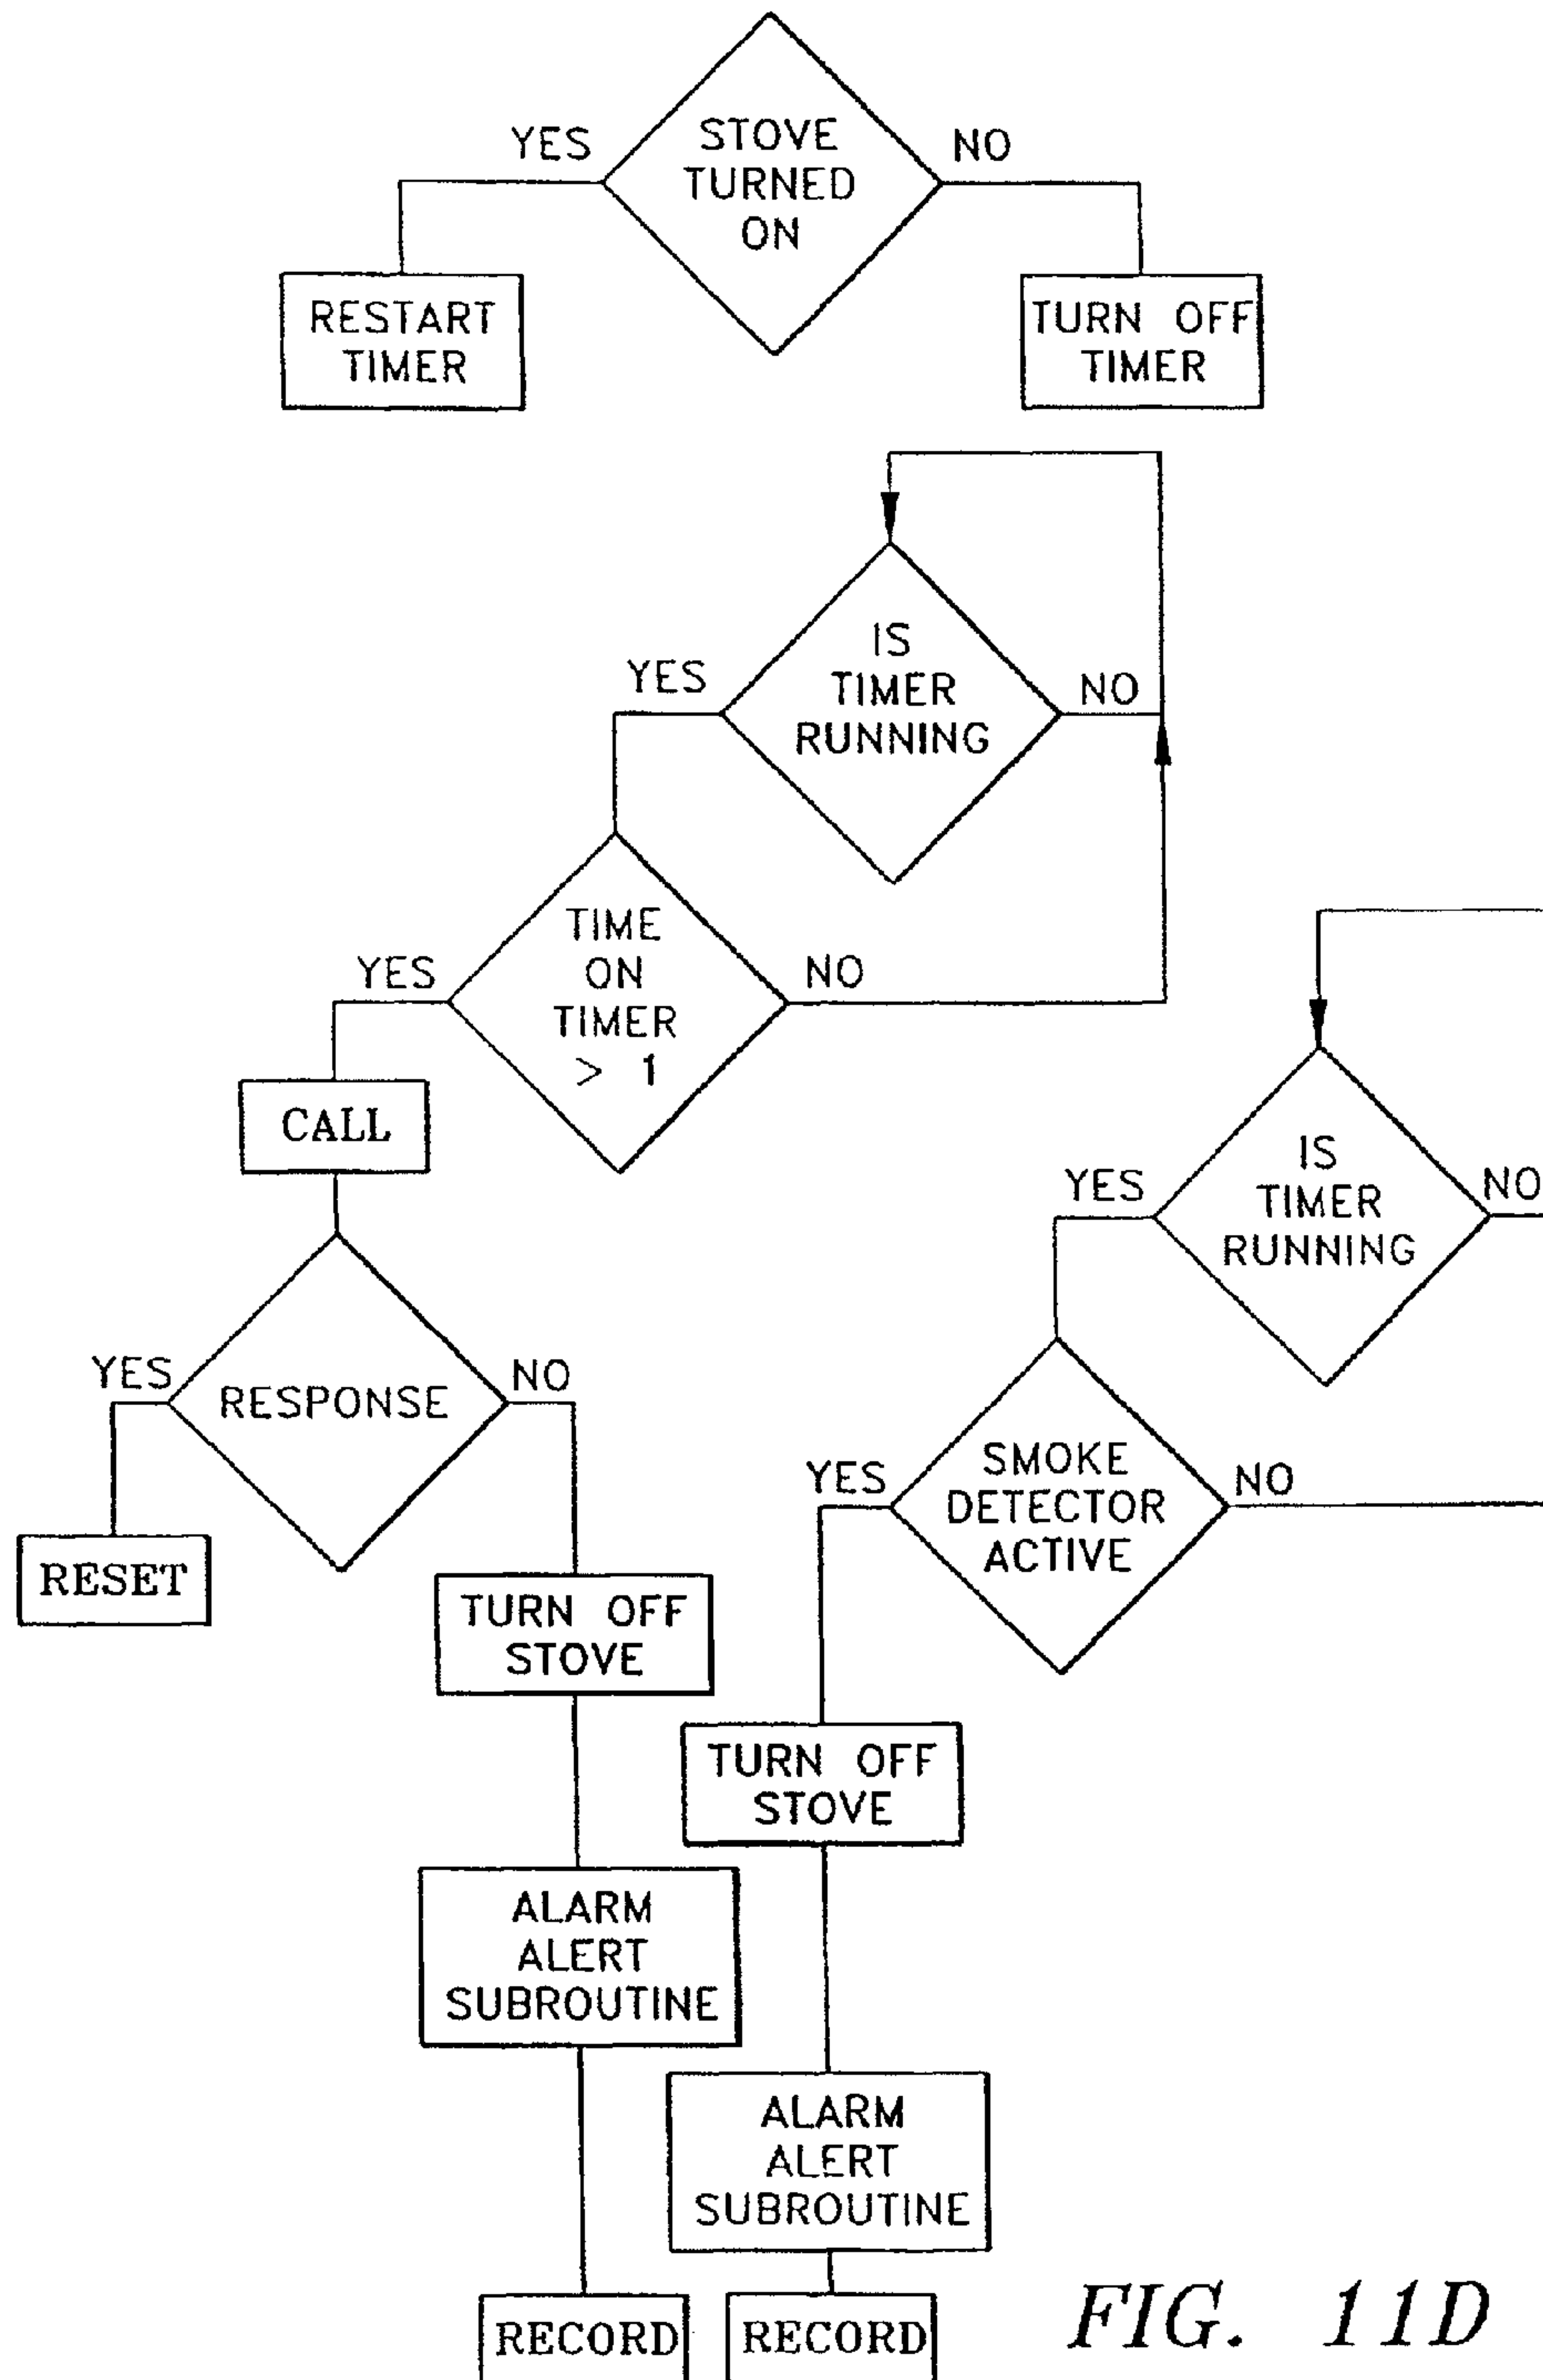 STOVE
TURNED
ON
YES
NO
RESTART
TIMER
TURN OFF
TIMER
IS
TIMER
RUNNING
YES
NO
TIME
ON
TIMER
> 1
YES
NO
CALL
RESPONSE
YES
NO
RESET
TURN OFF
STOVE
ALARM
ALERT
SUBROUTINE
RECORD
IS
TIMER
RUNNING
YES
NO
SMOKE
DETECTOR
ACTIVE
YES
NO
TURN OFF
STOVE
ALARM
ALERT
SUBROUTINE
RECORD
FIG. 11D